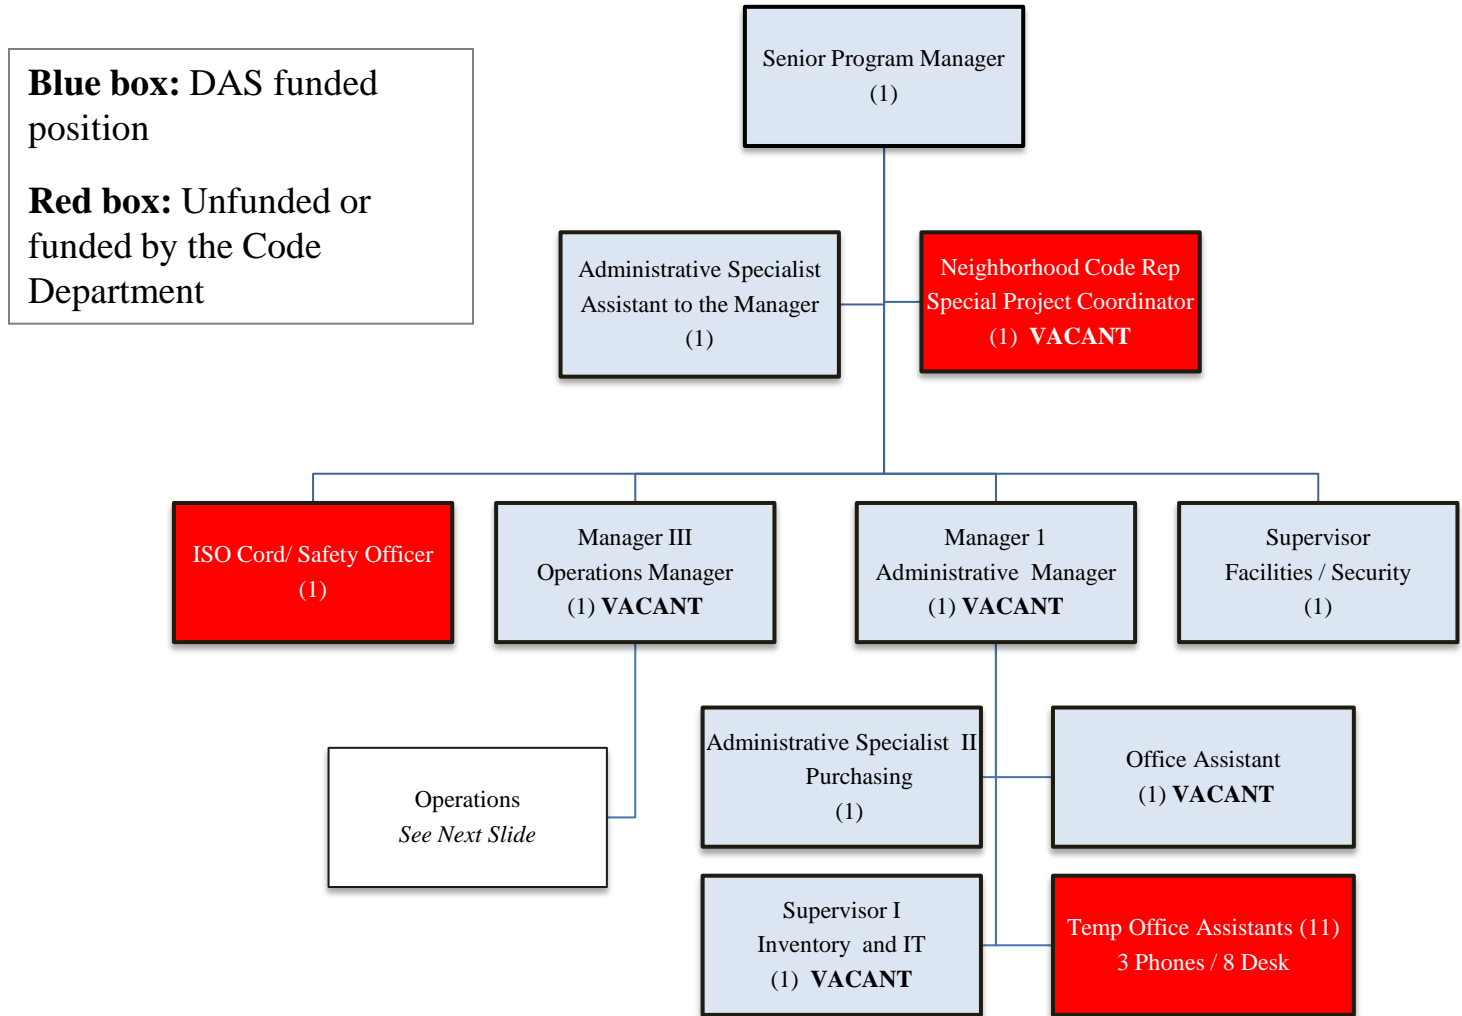 Blue box: DAS funded
position
Red box: Unfunded or
funded by the Code
Department
Senior Program Manager
(1)
Administrative Specialist
Assistant to the Manager
(1)
Neighborhood Code Rep
Special Project Coordinator
(1) VACANT
ISO Cord/ Safety Officer
(1)
Manager III
Operations Manager
(1) VACANT
Manager 1
Administrative Manager
(1) VACANT
Supervisor
Facilities / Security
(1)
Operations
See Next Slide
Administrative Specialist II
Purchasing
(1)
Office Assistant
(1) VACANT
Supervisor I
Inventory and IT
(1) VACANT
Temp Office Assistants (11)
3 Phones / 8 Desk